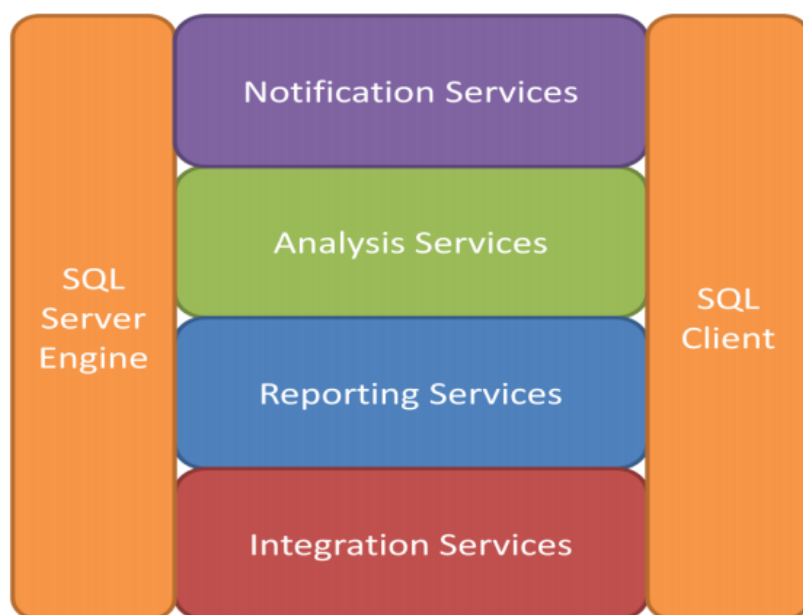 SQL
Server
Engine
Notification Services
Analysis Services
Reporting Services
Integration Services
SQL
Client